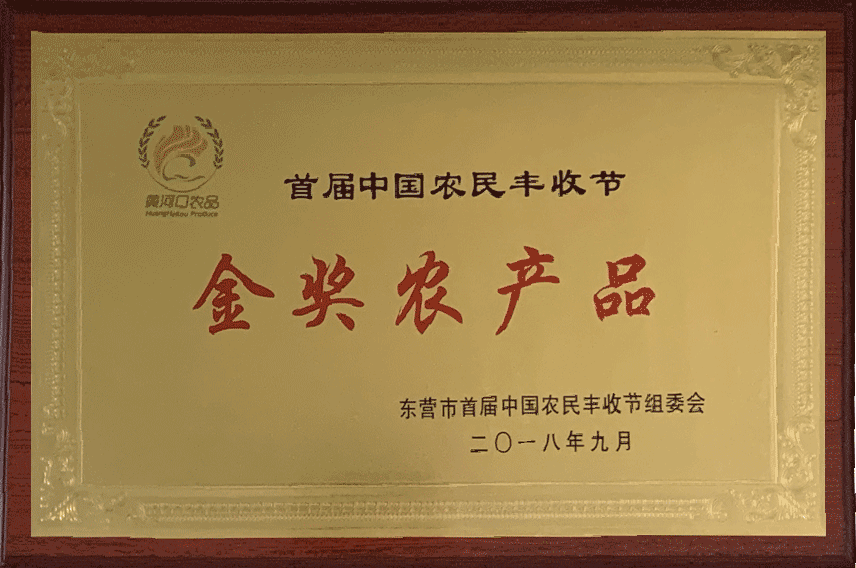 黄河口农品
HuangHeKou Produce
首届中国农民丰收节
金奖农产品
东营市首届中国农民丰收节组委会
二〇一八年九月